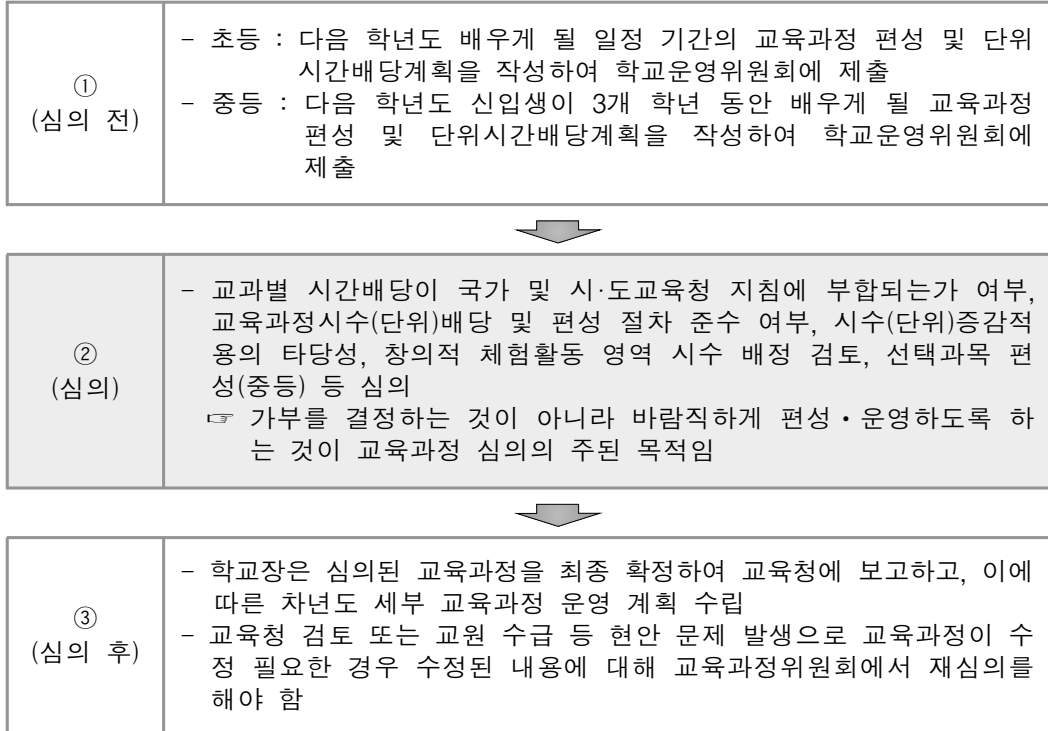 ①
(심의 전)
- 초등 : 다음 학년도 배우게 될 일정 기간의 교육과정 편성 및 단위
시간배당계획을 작성하여 학교운영위원회에 제출
- 중등 : 다음 학년도 신입생이 3개 학년 동안 배우게 될 교육과정
편성 및 단위시간배당계획을 작성하여 학교운영위원회에
제출
②
(심의)
- 교과별 시간배당이 국가 및 시·도교육청 지침에 부합되는가 여부,
교육과정시수(단위)배당 및 편성 절차 준수 여부, 시수(단위)증감적
용의 타당성, 창의적 체험활동 영역 시수 배정 검토, 선택과목 편
성(중등) 등 심의
☞ 가부를 결정하는 것이 아니라 바람직하게 편성・운영하도록 하
는 것이 교육과정 심의의 주된 목적임
③
(심의 후)
- 학교장은 심의된 교육과정을 최종 확정하여 교육청에 보고하고, 이에
따른 차년도 세부 교육과정 운영 계획 수립
- 교육청 검토 또는 교원 수급 등 현안 문제 발생으로 교육과정이 수
정 필요한 경우 수정된 내용에 대해 교육과정위원회에서 재심의를
해야 함